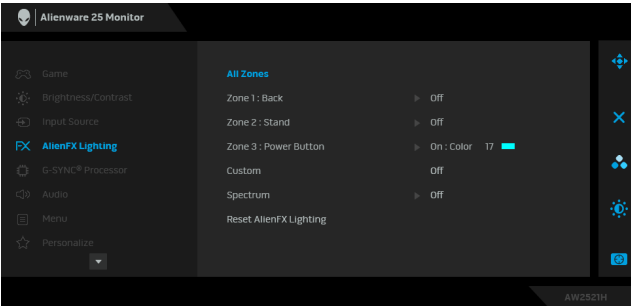 Alienware 25 Monitor
Game
Brightness/Contrast
Input Source
FX AlienFX Lighting
G-SYNC® Processor
Audio
Menu
Personalize
All Zones
Zone 1 : Back Off
Zone 2 : Stand Off
Zone 3 : Power Button On : Color 17
Custom Off
Spectrum Off
Reset AlienFX Lighting
AW2521H